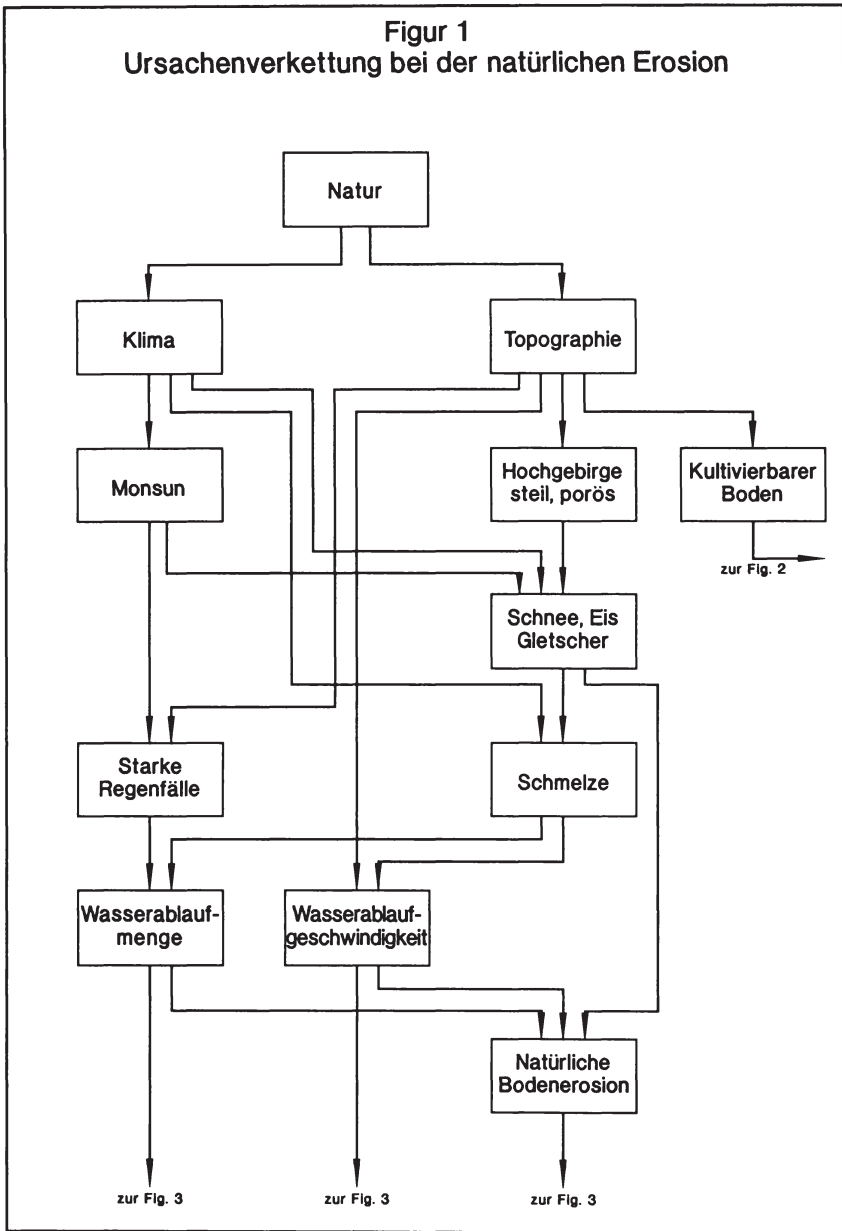 Figur 1
Ursachenverkettung bei der natürlichen Erosion
Natur
Klima
Topographie
Monsun
Hochgebirge
steil, porös
Kultivierbarer
Boden
zur Fig. 2
Schnee, Eis
Gletscher
Starke
Regenfälle
Schmelze
Wasserablauf-
menge
Wasserablauf-
geschwindigkeit
Natürliche
Bodenerosion
zur Fig. 3
zur Fig. 3
zur Fig. 3